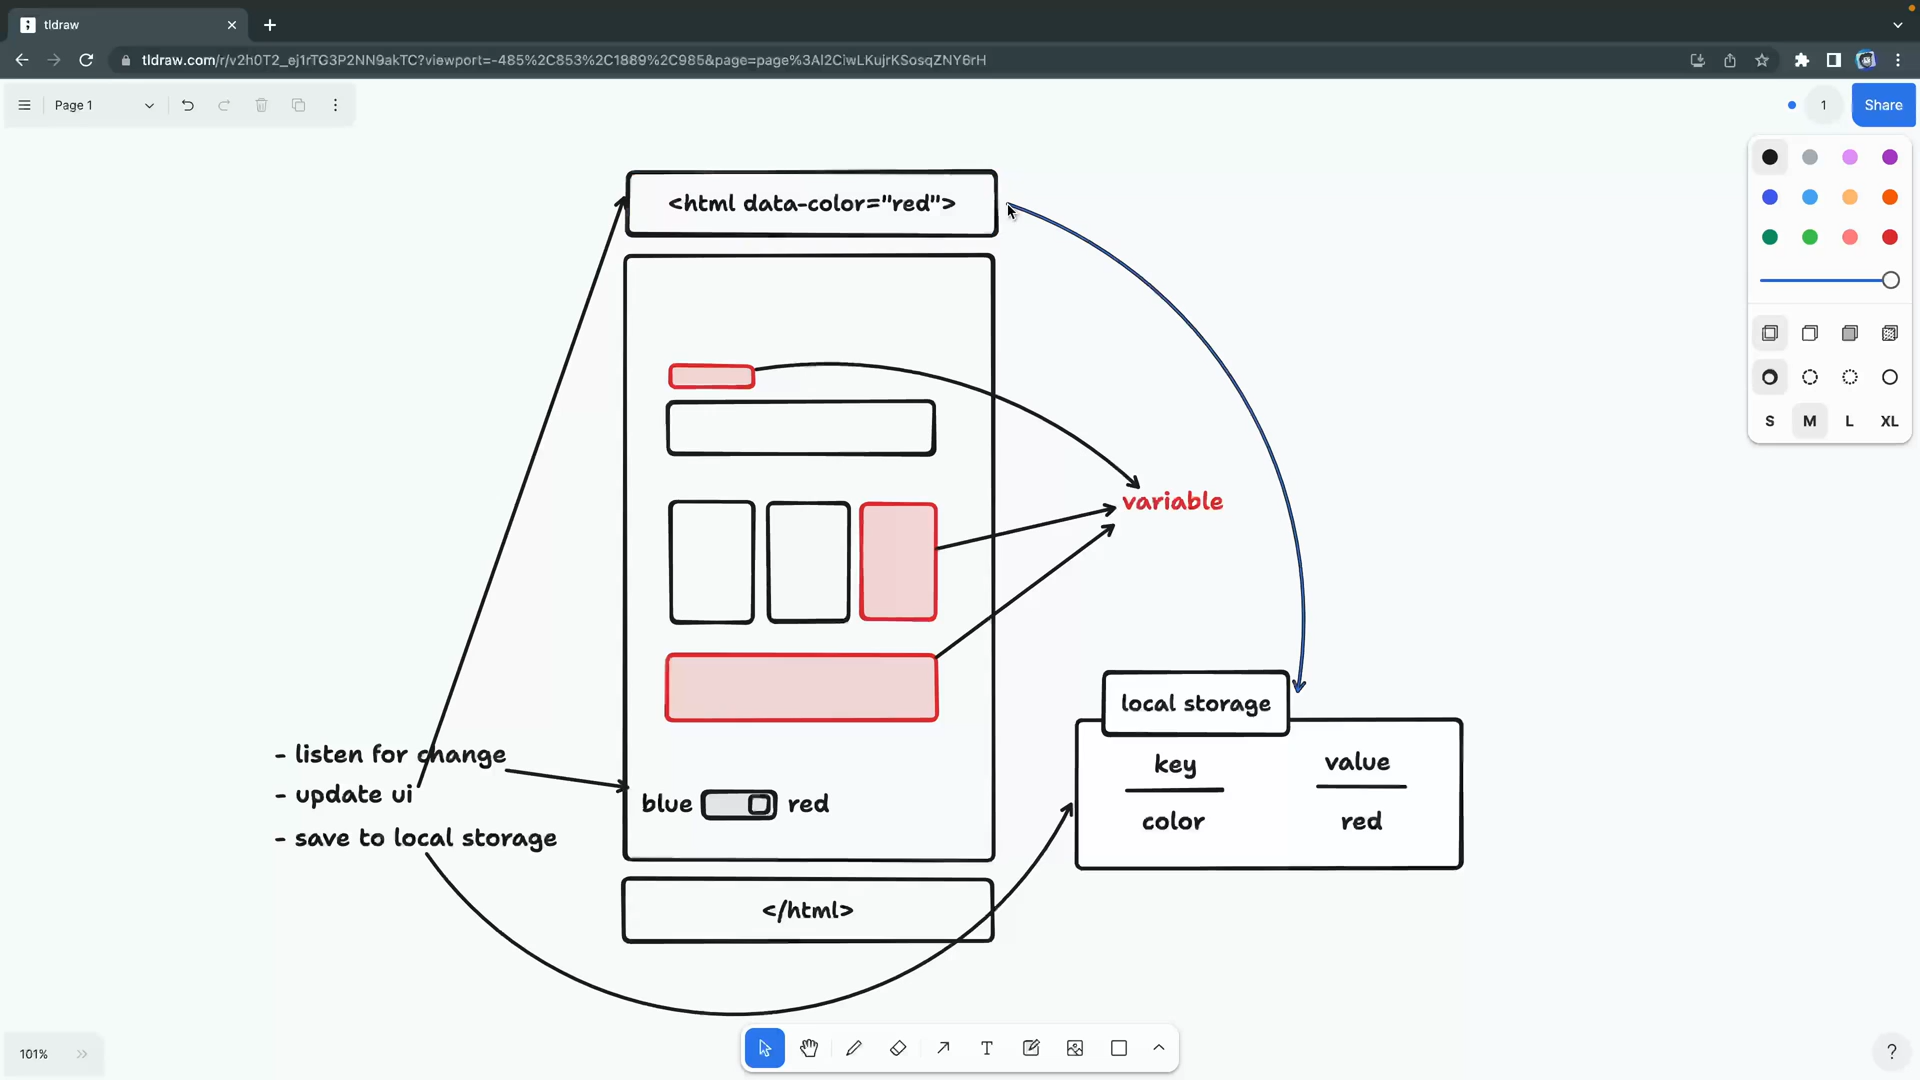 tldraw
tldraw.com/r/v2h0T2_ej1rTG3P2NN9akTC?viewport=-485%2C853%2C1889%2C985&page=page%3AI2CiwLKujrKSosqZNY6rH
Page 1
1
Share
<html data-color="red">
S M L XL
variable
local storage
- listen for change
key value
- update ui
blue red
color red
- save to local storage
</html>
101%
T
?